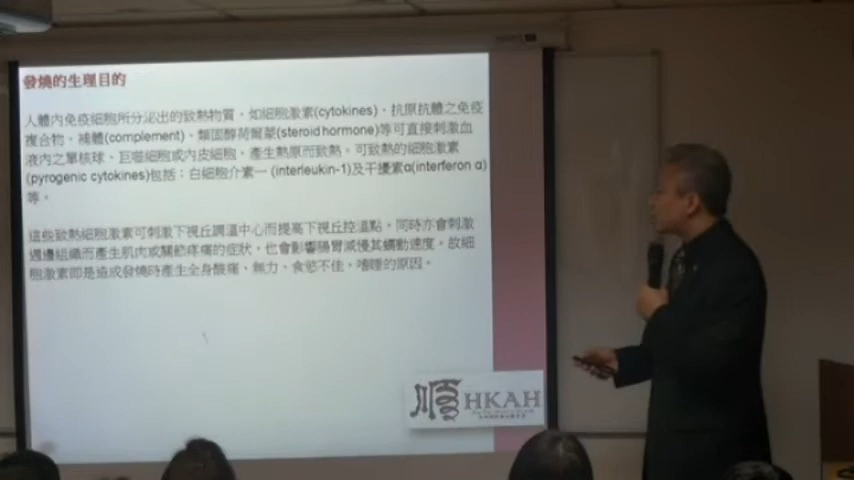 發燒的生理目的
人體內免疫細胞所分泌出的致熱物質，如細胞激素(cytokines)、抗原抗體之免疫
複合物、補體(complement)、類固醇荷爾蒙(steroid hormone)等可直接刺激血
液內之單核球、巨噬細胞或內皮細胞，產生熱原而致熱。可致熱的細胞激素
(pyrogenic cytokines)包括：白細胞介素一 (interleukin-1)及干擾素α(interferon α)
等。
這些致熱細胞激素可刺激下視丘調溫中心而提高下視丘控溫點，同時亦會刺激
週邊組織而產生肌肉或關節疼痛的症狀，也會影響腸胃減慢其蠕動速度。故細
胞激素即是造成發燒時產生全身酸痛、無力、食慾不佳，嗜睡的原因。
順 HKAH